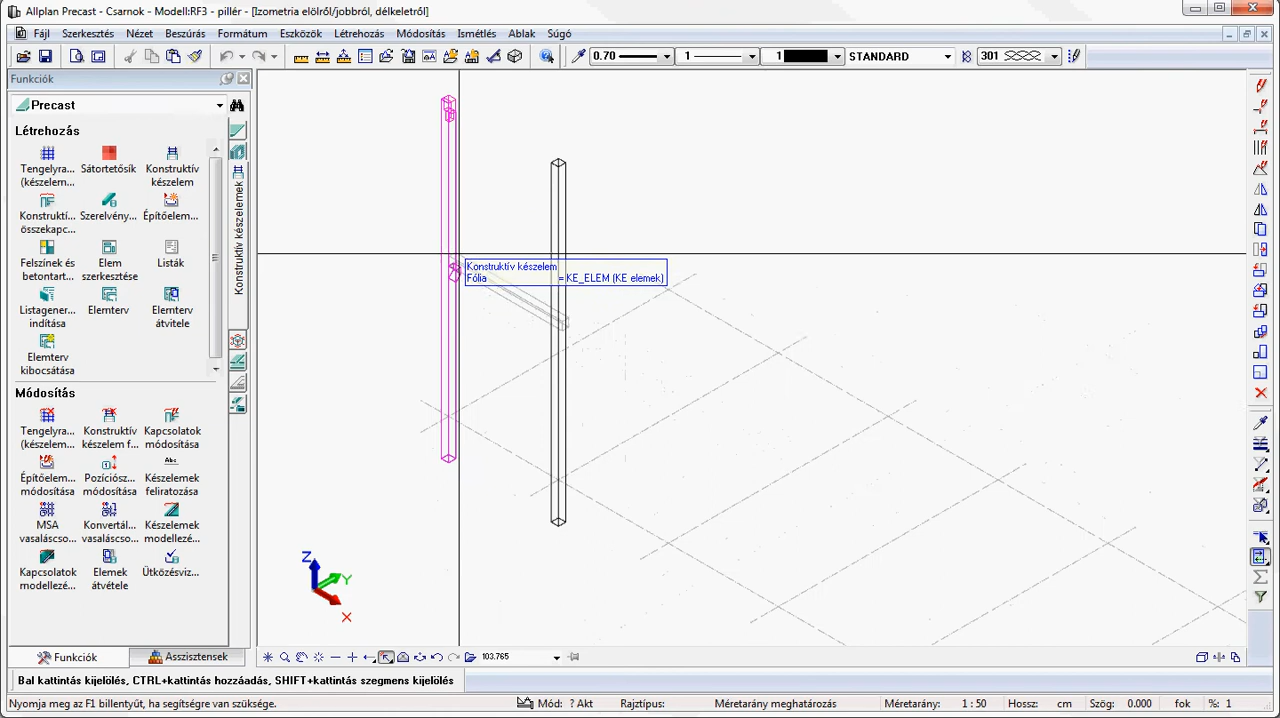 Allplan Precast - Csarnok - Modell:RF3 - pillér - [Izometria elölről/jobbról, délkeletről]
Fájl Szerkesztés Nézet Beszúrás Formátum Eszközök Létrehozás Módosítás Ismétlés Ablak Súgó
0.70 1 1 STANDARD 301
Funkciók
Precast
Létrehozás
Tengelyra... (készelem...
Sátortetősík
Konstruktív készelem
Konstruktí... összekapc...
Szerelvény...
Építőelem...
Felszínek és betontart...
Elem szerkesztése
Listák
Listagener... indítása
Elemterv
Elemterv átvitele
Elemterv kibocsátása
Konstruktív készelemek
Módosítás
Tengelyra... (készelem...
Konstruktív készelem f...
Kapcsolatok módosítása
Építőelem... módosítása
Pozíciósz... módosítása
Készelemek feliratozása
MSA vasaláscso...
Konvertál... vasaláscso...
Készelemek modellezé...
Kapcsolatok modellezé...
Elemek átvétele
Ütközésviz...
Konstruktív készelem
Fólia = KE_ELEM (KE elemek)
Z
Y
X
Funkciók Asszisztensek
103.765
Bal kattintás kijelölés, CTRL+kattintás hozzáadás, SHIFT+kattintás szegmens kijelölés
Nyomja meg az F1 billentyűt, ha segítségre van szüksége.
Mód: ? Akt Rajztípus: Méretarány meghatározás Méretarány: 1 : 50 Hossz: cm Szög: 0.000 fok %: 1